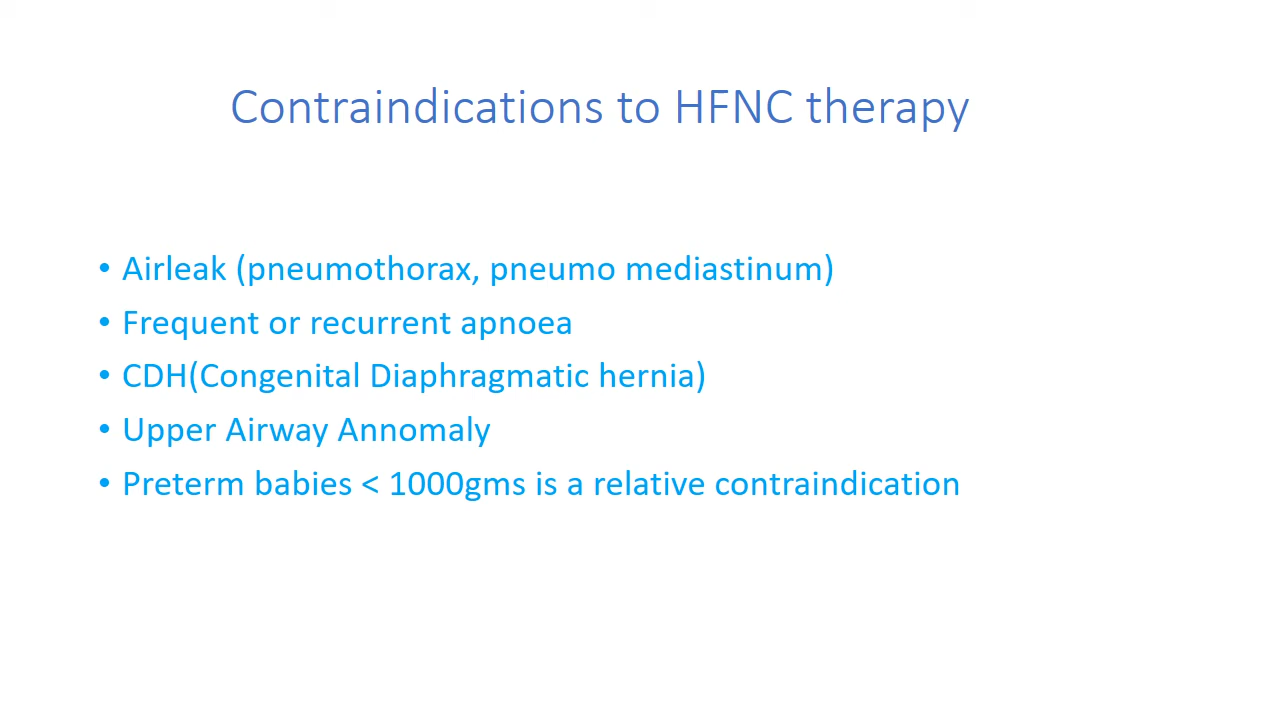 Contraindications to HFNC therapy
• Airleak (pneumothorax, pneumo mediastinum)
• Frequent or recurrent apnoea
• CDH(Congenital Diaphragmatic hernia)
• Upper Airway Annomaly
• Preterm babies < 1000gms is a relative contraindication